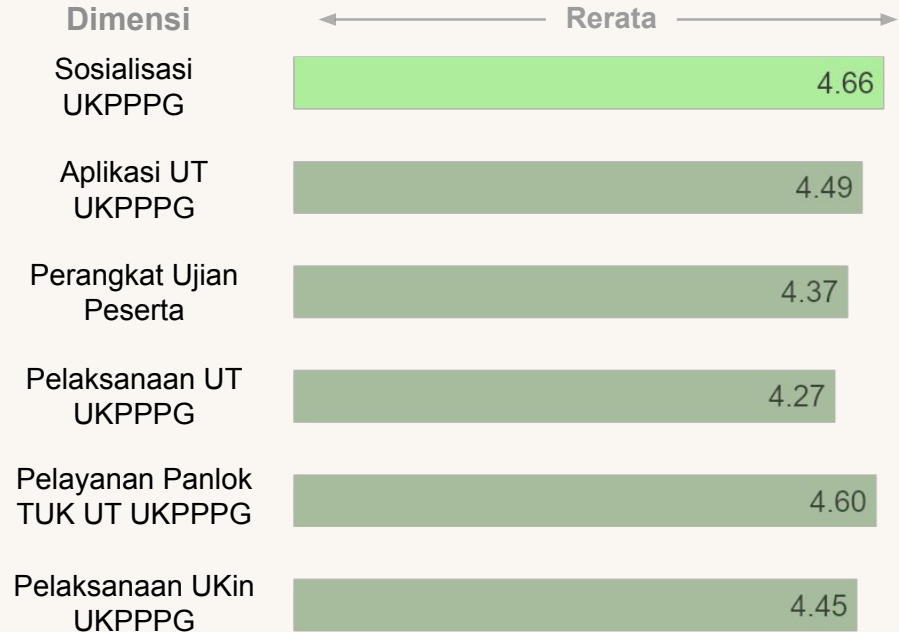 Dimensi
Rerata
Sosialisasi
UKPPPG
4.66
Aplikasi UT
UKPPPG
4.49
Perangkat Ujian
Peserta
4.37
Pelaksanaan UT
UKPPPG
4.27
Pelayanan Panlok
TUK UT UKPPPG
4.60
Pelaksanaan UKin
UKPPPG
4.45